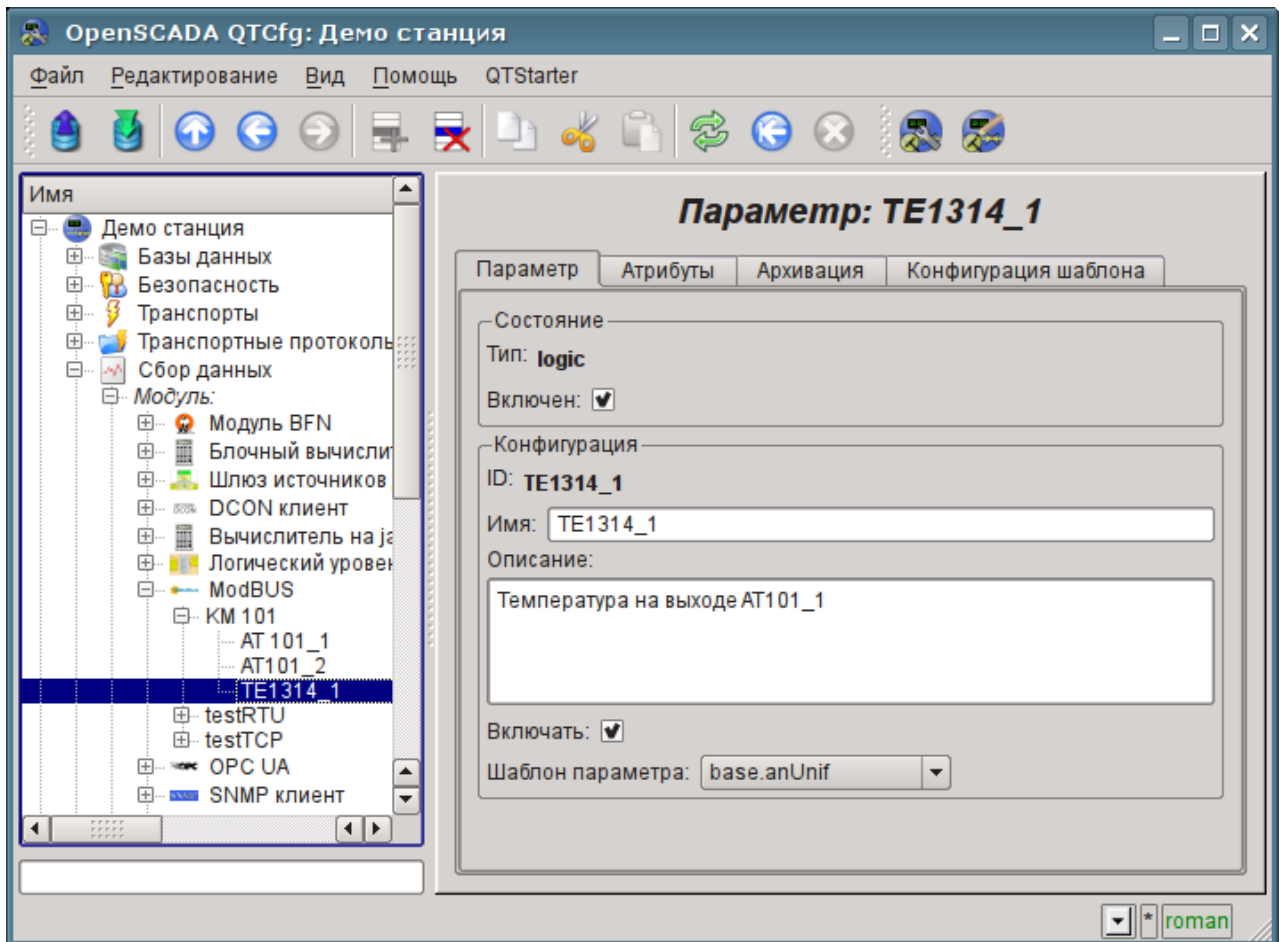 OpenSCADA QTCfg: Демо станция
Файл Редактирование Вид Помощь QTStarter
Имя
Демо станция
Базы данных
Безопасность
Транспорты
Транспортные протоколь
Сбор данных
Модуль:
Модуль BFN
Блочный вычисли
Шлюз источников
DCON клиент
Вычислитель на ja
Логический уровен
ModBUS
KM 101
AT 101_1
AT101_2
TE1314_1
testRTU
testTCP
OPC UA
SNMP клиент
Параметр: TE1314_1
Параметр Атрибуты Архивация Конфигурация шаблона
Состояние
Тип: logic
Включен:
Конфигурация
ID: TE1314_1
Имя: TE1314_1
Описание:
Температура на выходе AT101_1
Включать:
Шаблон параметра: base.anUnif
* roman